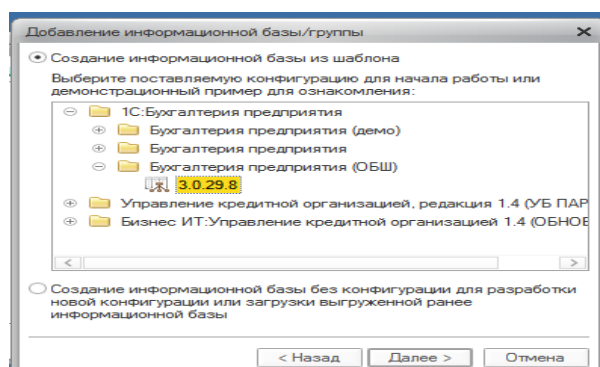 Добавление информационной базы/группы
Создание информационной базы из шаблона
Выберите поставляемую конфигурацию для начала работы или
демонстрационный пример для ознакомления:
1С:Бухгалтерия предприятия
Бухгалтерия предприятия (демо)
Бухгалтерия предприятия
Бухгалтерия предприятия (ОБШ)
3.0.29.8
Управление кредитной организацией, редакция 1.4 (УБ ПАР
Бизнес ИТ:Управление кредитной организацией 1.4 (ОБНОЕ
Создание информационной базы без конфигурации для разработки
новой конфигурации или загрузки выгруженной ранее
информационной базы
< Назад Далее > Отмена